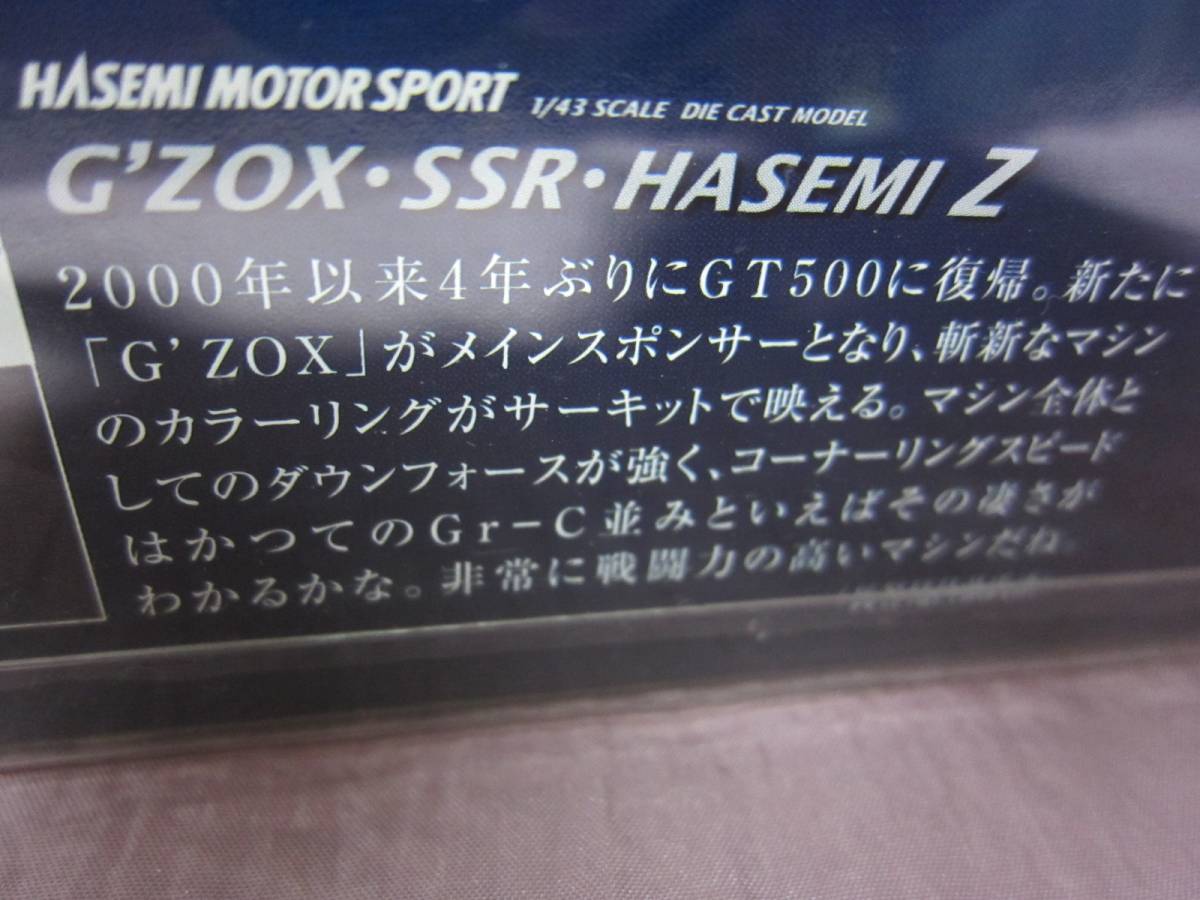 HASEMI MOTOR SPORT 1/43 SCALE DIE CAST MODEL
G'ZOX・SSR・HASEMI Z
2000年以来4年ぶりにGT500に復帰。新たに
「G'ZOX」がメインスポンサーとなり、斬新なマシン
のカラーリングがサーキットで映える。マシン全体と
してのダウンフォースが強く、コーナーリングスピード
はかつてのGr-C並みといえばその凄さが
わかるかな。非常に戦闘力の高いマシンだね。